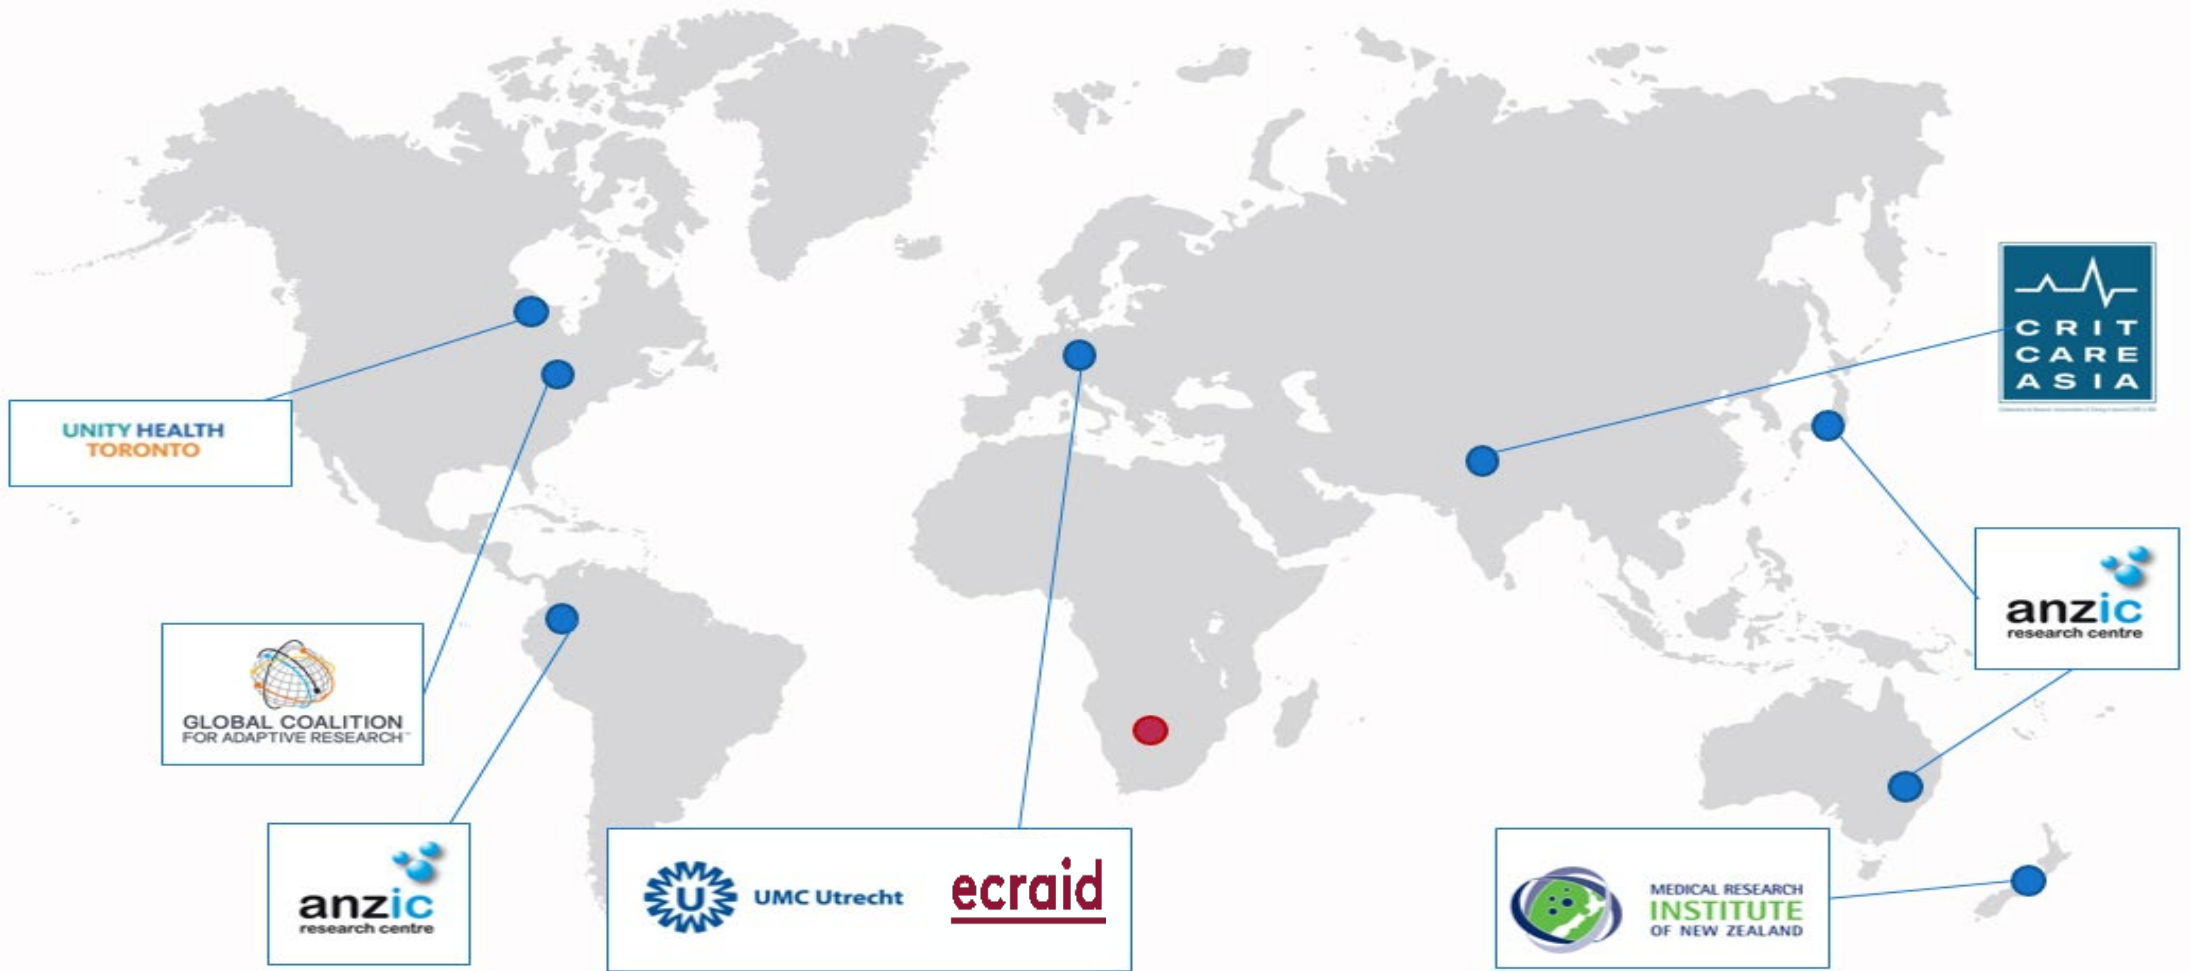 CRIT
CARE
ASIA
UNITY HEALTH
TORONTO
anzic
research centre
GLOBAL COALITION
FOR ADAPTIVE RESEARCH
anzic
research centre
UMC Utrecht
ecraid
MEDICAL RESEARCH
INSTITUTE
OF NEW ZEALAND